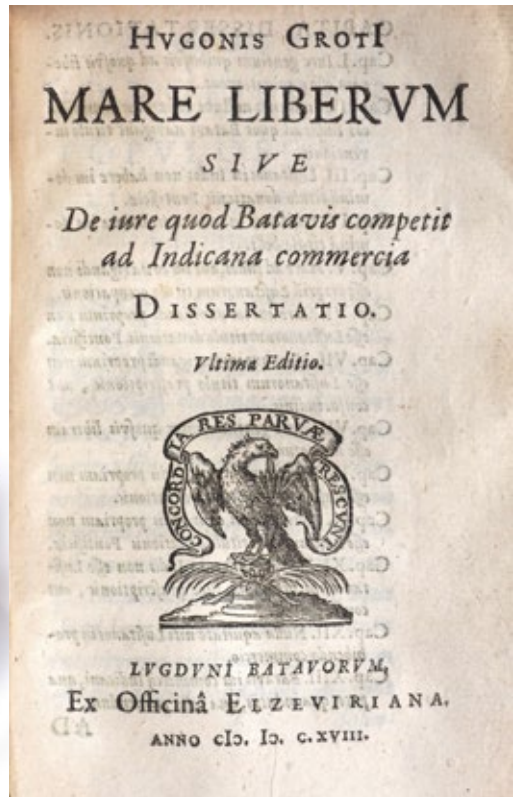 HVGONIS GROTI
MARE LIBERVM
SIVE
De iure quod Batavis competit
ad Indicana commercia
DISSERTATIO.
Vltima Editio.
CONCORDIA RES PARVÆ
CRESCVNT.
LVGDVNI BATAVORVM,
Ex Officinâ ELZEVIRIANA.
ANNO cIↃ. IↃ. C.XVIII.